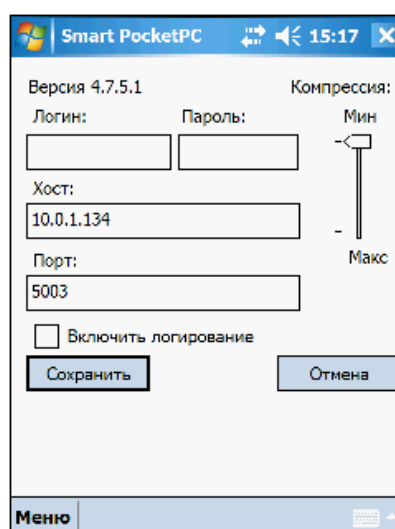 Smart PocketPC 15:17
Версия 4.7.5.1 Компрессия:
Логин: Пароль: Мин
Хост:
10.0.1.134
Порт: Макс
5003
Включить логирование
Сохранить Отмена
Меню